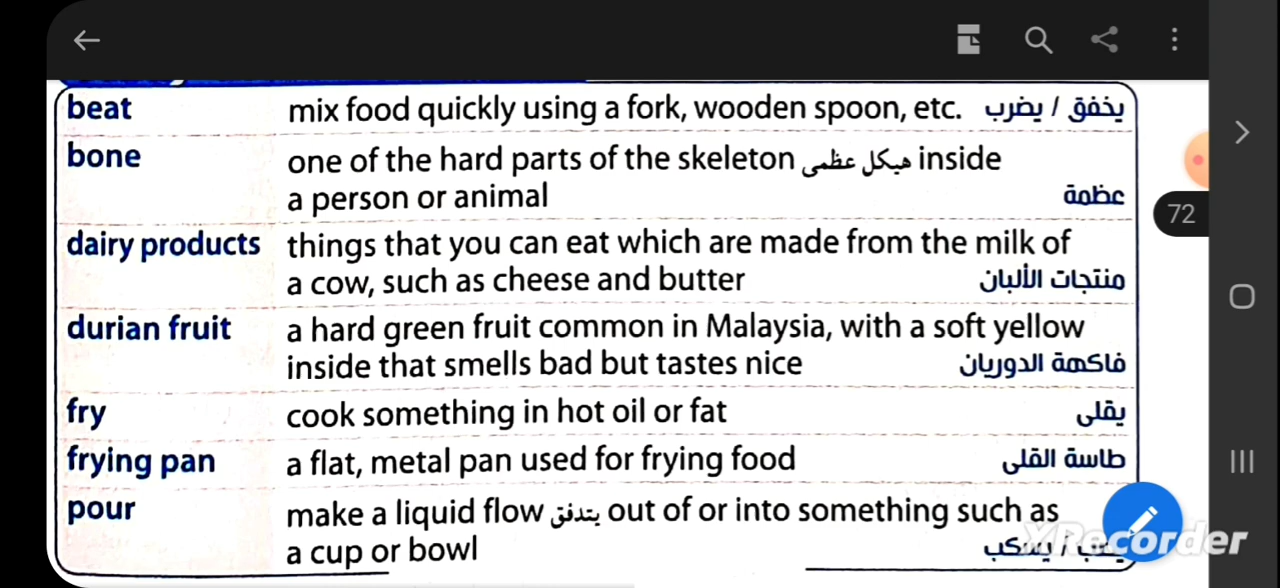 beat mix food quickly using a fork, wooden spoon, etc. يخفق / يضرب
bone one of the hard parts of the skeleton هيكل عظمى inside
a person or animal عظمة
dairy products things that you can eat which are made from the milk of
a cow, such as cheese and butter منتجات الألبان
durian fruit a hard green fruit common in Malaysia, with a soft yellow
inside that smells bad but tastes nice فاكهة الدوريان
fry cook something in hot oil or fat يقلى
frying pan a flat, metal pan used for frying food طاسة القلى
72
pour make a liquid flow يتدفق out of or into something such as
a cup or bowl / يسكب
XRecorder